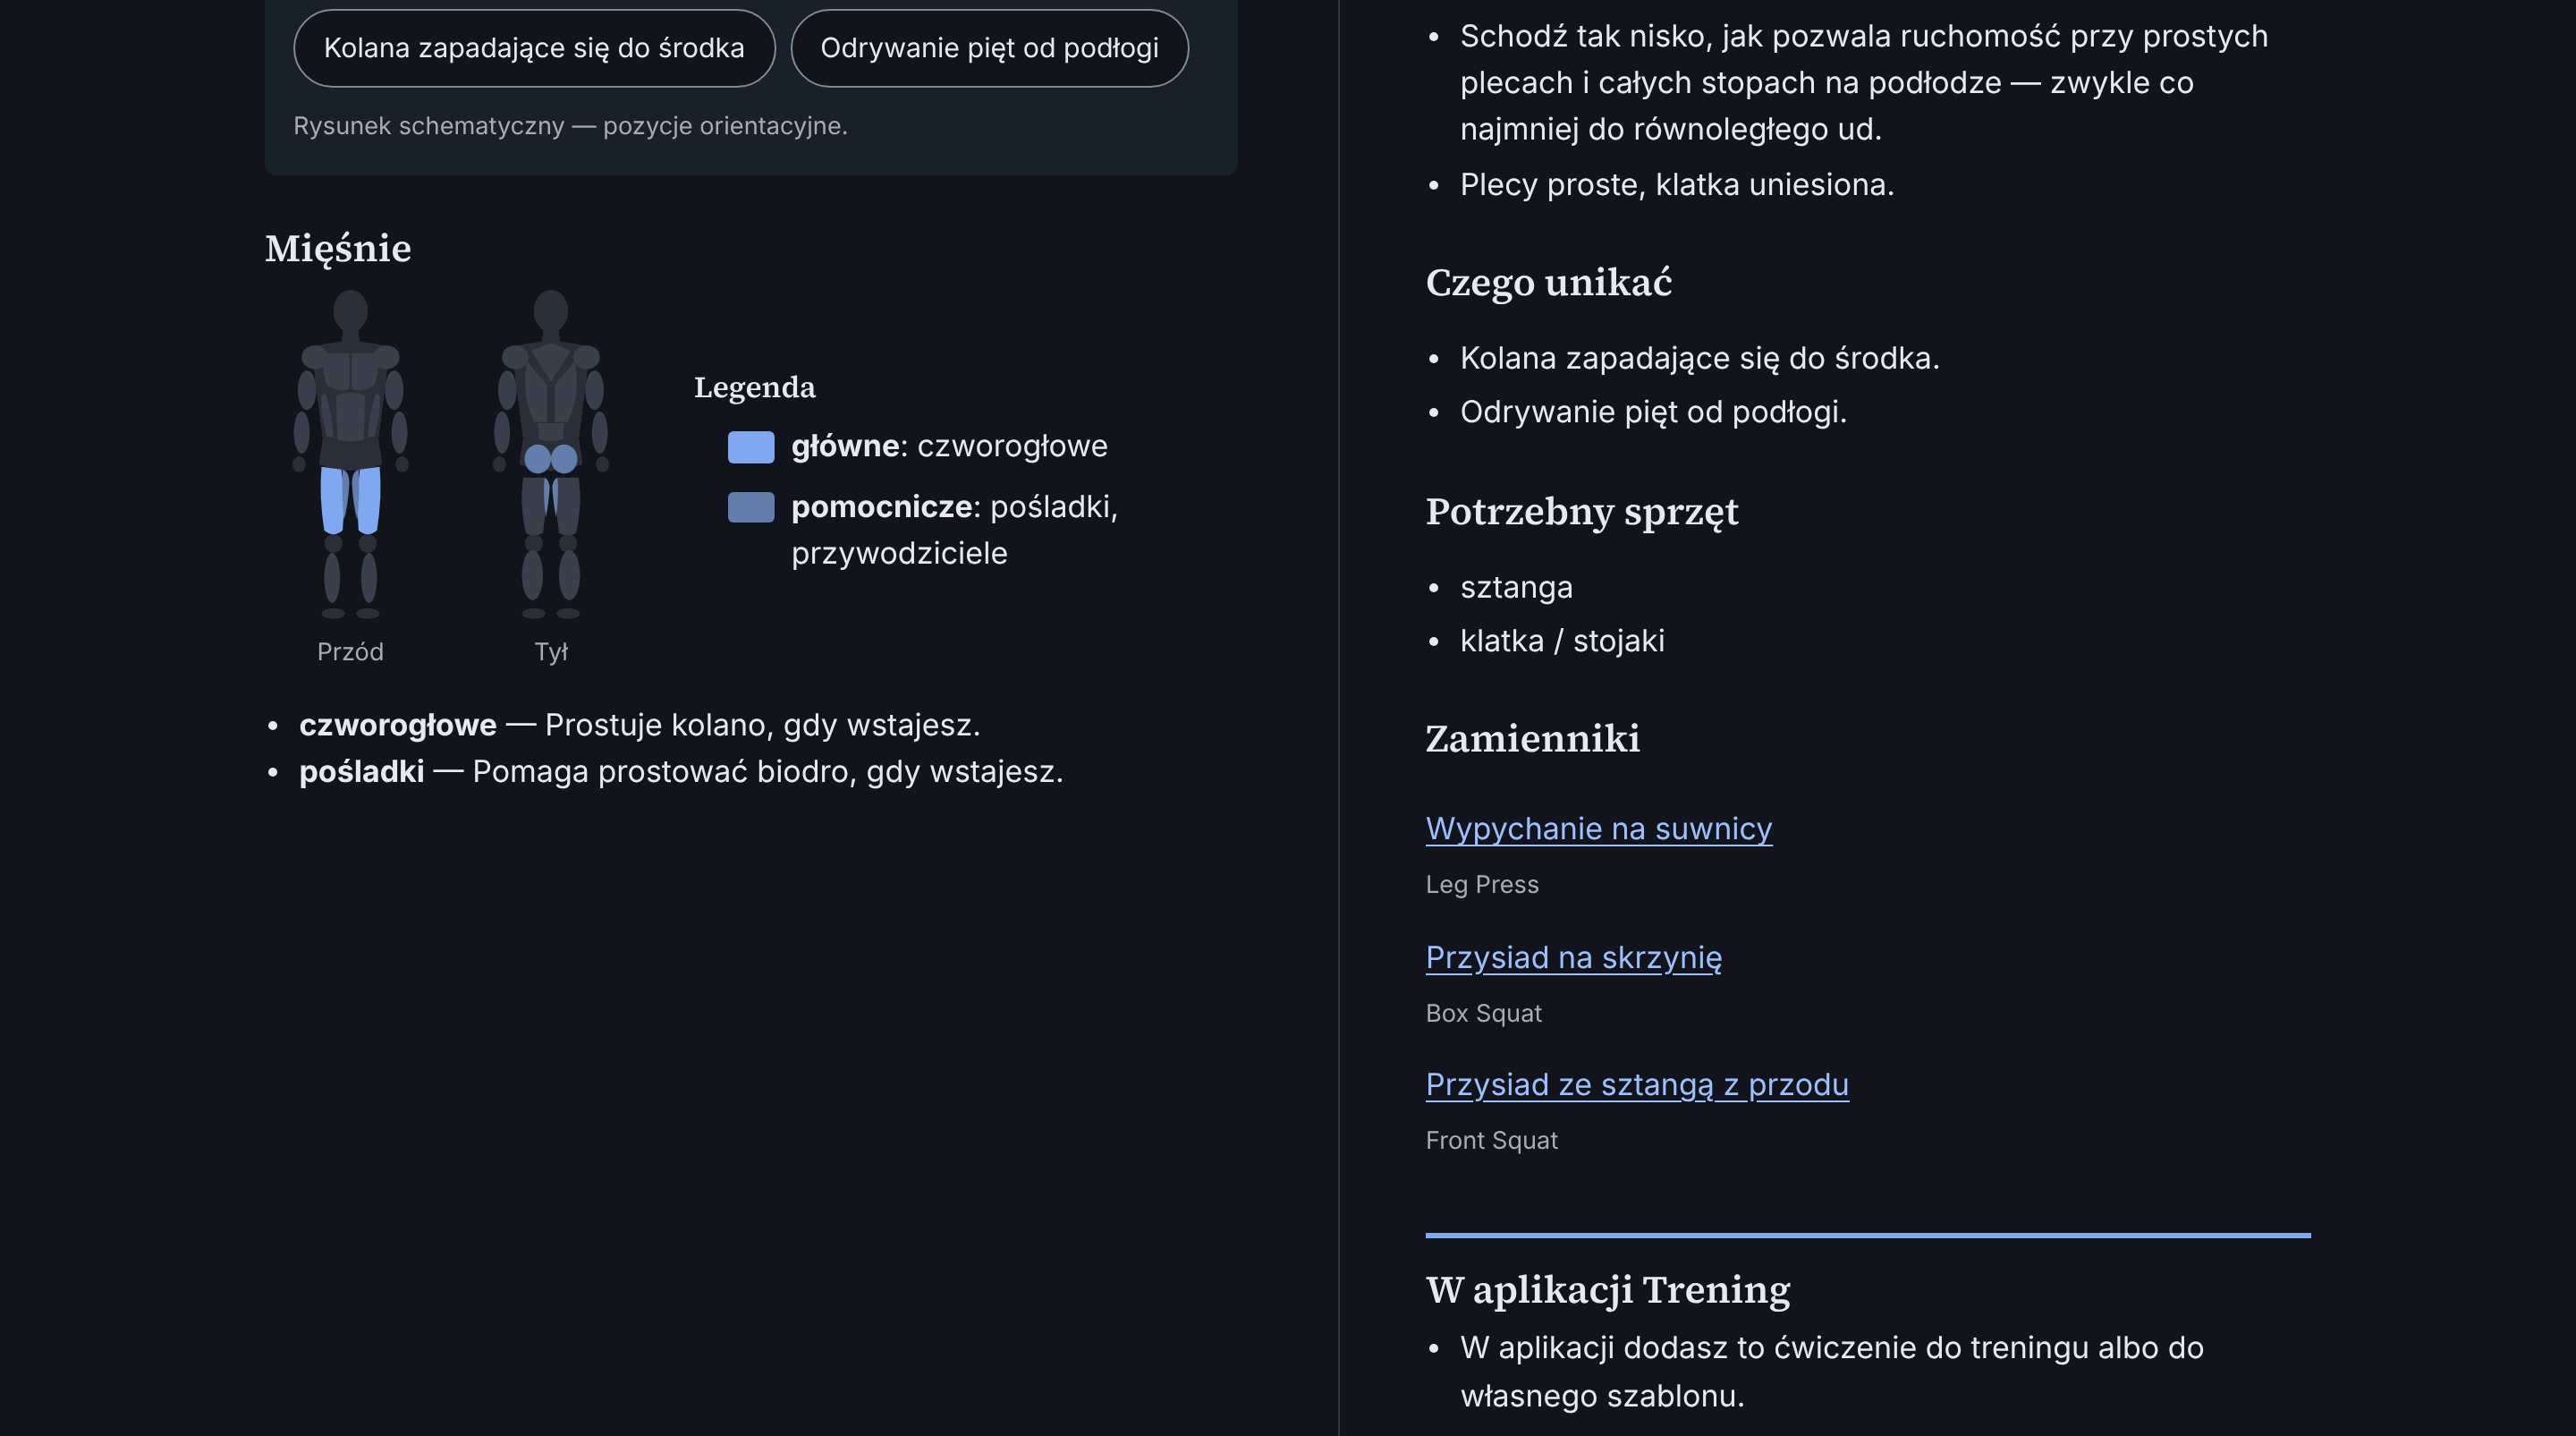 Kolana zapadające się do środka
Odrywanie pięt od podłogi
Rysunek schematyczny — pozycje orientacyjne.
Mięśnie
Legenda
główne: czworogłowe
pomocnicze: pośladki,
przywodziciele
Przód
Tył
• czworogłowe — Prostuje kolano, gdy wstajesz.
• pośladki — Pomaga prostować biodro, gdy wstajesz.
• Schodź tak nisko, jak pozwala ruchomość przy prostych
plecach i całych stopach na podłodze — zwykle co
najmniej do równoległego ud.
• Plecy proste, klatka uniesiona.
Czego unikać
• Kolana zapadające się do środka.
• Odrywanie pięt od podłogi.
Potrzebny sprzęt
• sztanga
• klatka / stojaki
Zamienniki
Wypychanie na suwnicy
Leg Press
Przysiad na skrzynię
Box Squat
Przysiad ze sztangą z przodu
Front Squat
W aplikacji Trening
• W aplikacji dodasz to ćwiczenie do treningu albo do
własnego szablonu.